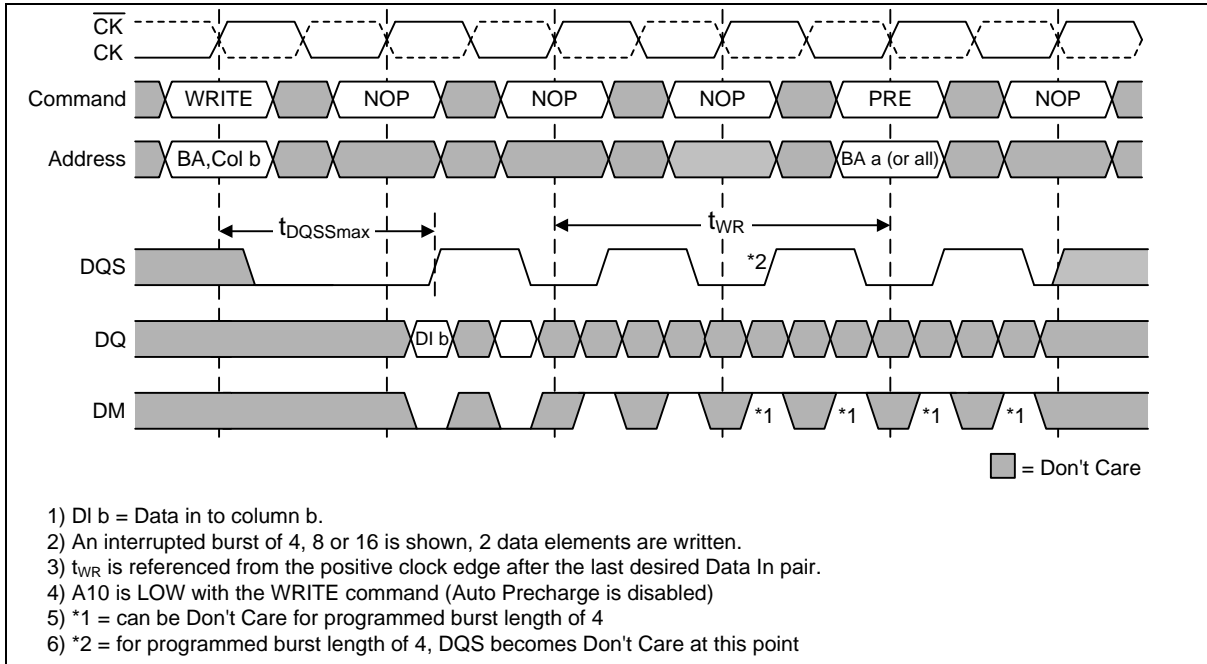 CK
CK
Command WRITE NOP NOP NOP PRE NOP
Address BA,Col b BA a (or all)
tDQSSmax tWR
DQS *2
DQ DI b
DM *1 *1 *1 *1
= Don't Care
1) DI b = Data in to column b.
2) An interrupted burst of 4, 8 or 16 is shown, 2 data elements are written.
3) tWR is referenced from the positive clock edge after the last desired Data In pair.
4) A10 is LOW with the WRITE command (Auto Precharge is disabled)
5) *1 = can be Don't Care for programmed burst length of 4
6) *2 = for programmed burst length of 4, DQS becomes Don't Care at this point